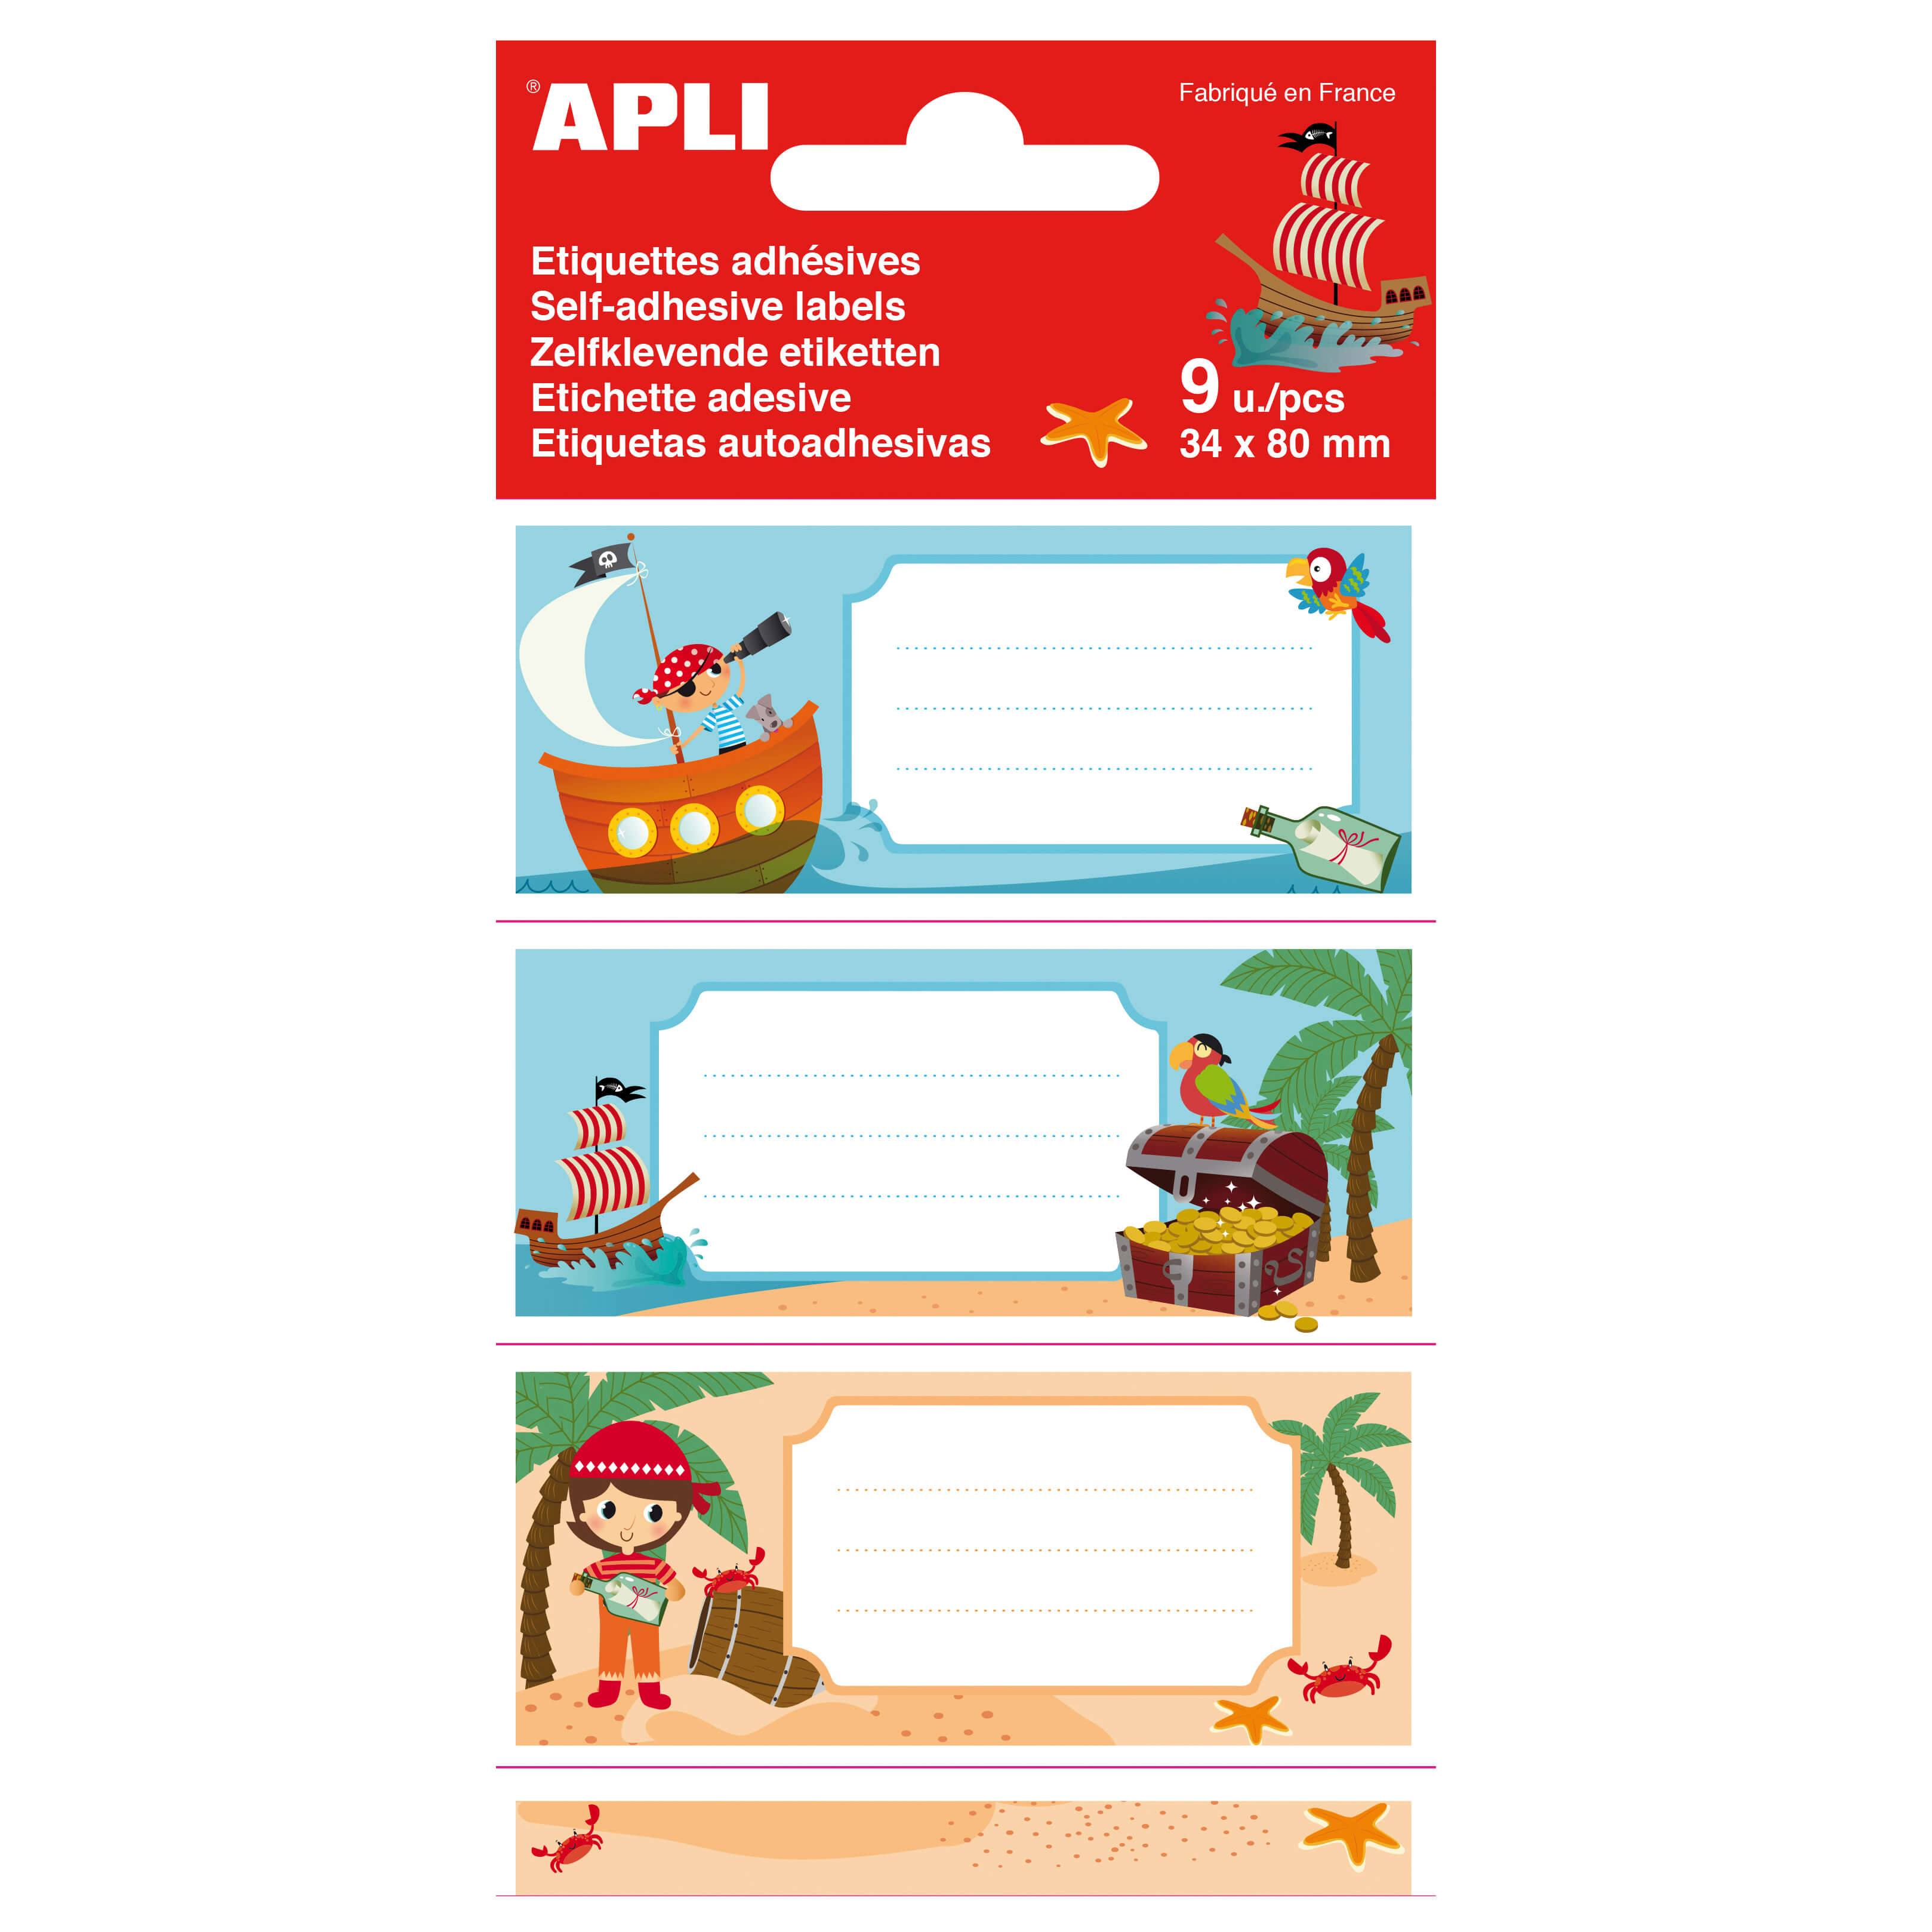 ®APLI
Fabriqué en France
Etiquettes adhésives
Self-adhesive labels
Zelfklevende etiketten
Etichette adesive
Etiquetas autoadhesivas
9 u./pcs
34 x 80 mm